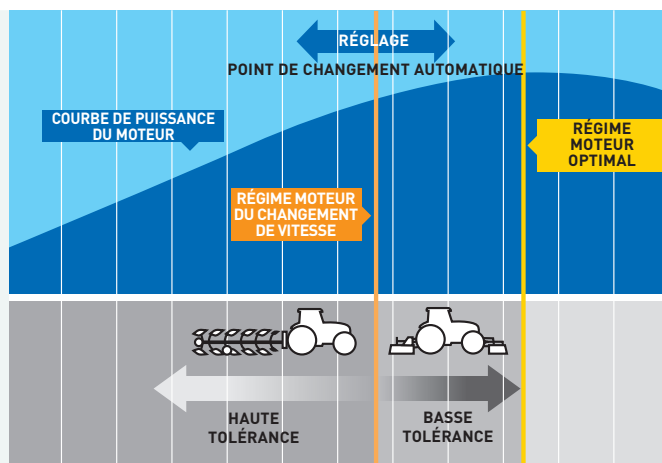 RÉGLAGE
POINT DE CHANGEMENT AUTOMATIQUE
COURBE DE PUISSANCE
DU MOTEUR
RÉGIME
MOTEUR
OPTIMAL
RÉGIME MOTEUR
DU CHANGEMENT
DE VITESSE
HAUTE
TOLÉRANCE
BASSE
TOLÉRANCE